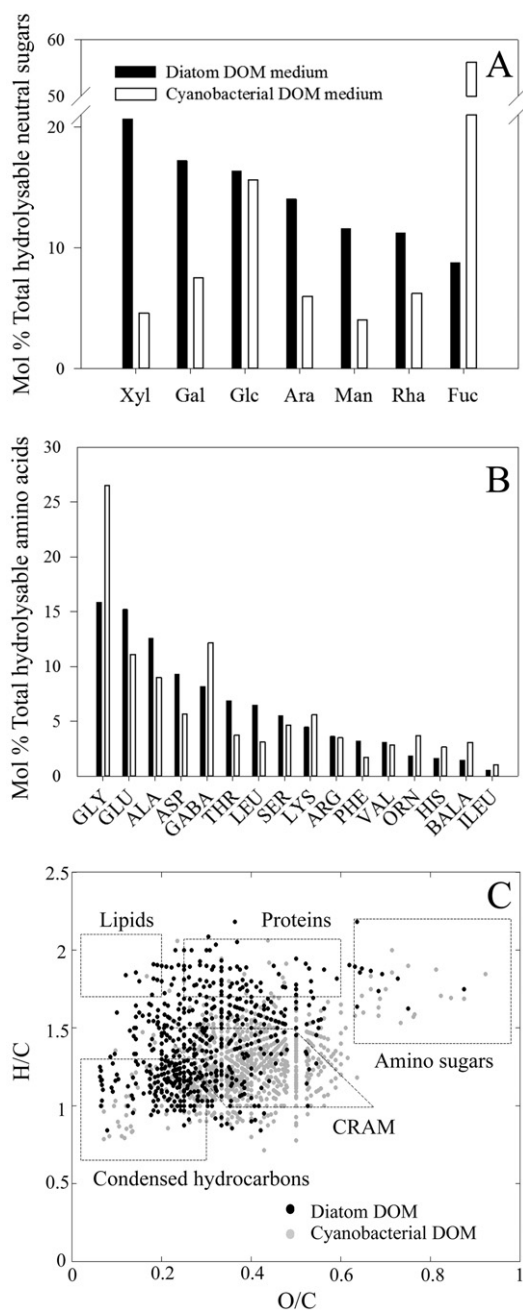 A
Diatom DOM medium
Cyanobacterial DOM medium
Mol % Total hydrolysable neutral sugars
60
50
20
10
0
Xyl Gal Glc Ara Man Rha Fuc
B
Mol % Total hydrolysable amino acids
30
25
20
15
10
5
0
GLY GLU ALA ASP GABA THR LEU SER LYS ARG PHE VAL ORN HIS BALA ILEU
C
H/C
2.5
2
1.5
1
0.5
0
Lipids Proteins
Amino sugars
CRAM
Condensed hydrocarbons
Diatom DOM
Cyanobacterial DOM
0 0.2 0.4 0.6 0.8 1
O/C